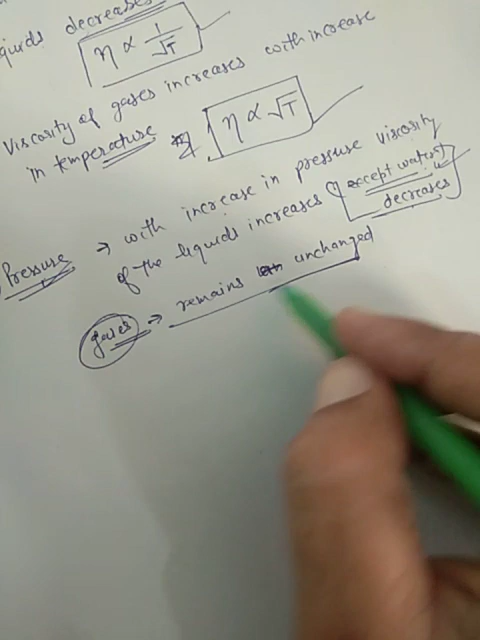 liquids decreases
η ∝ 1/√T
Viscosity of gases increases with increase
in temperature η ∝ √T
Pressure → with increase in pressure viscosity
of the liquids increases (except water
decreases)
gases → remains unchanged